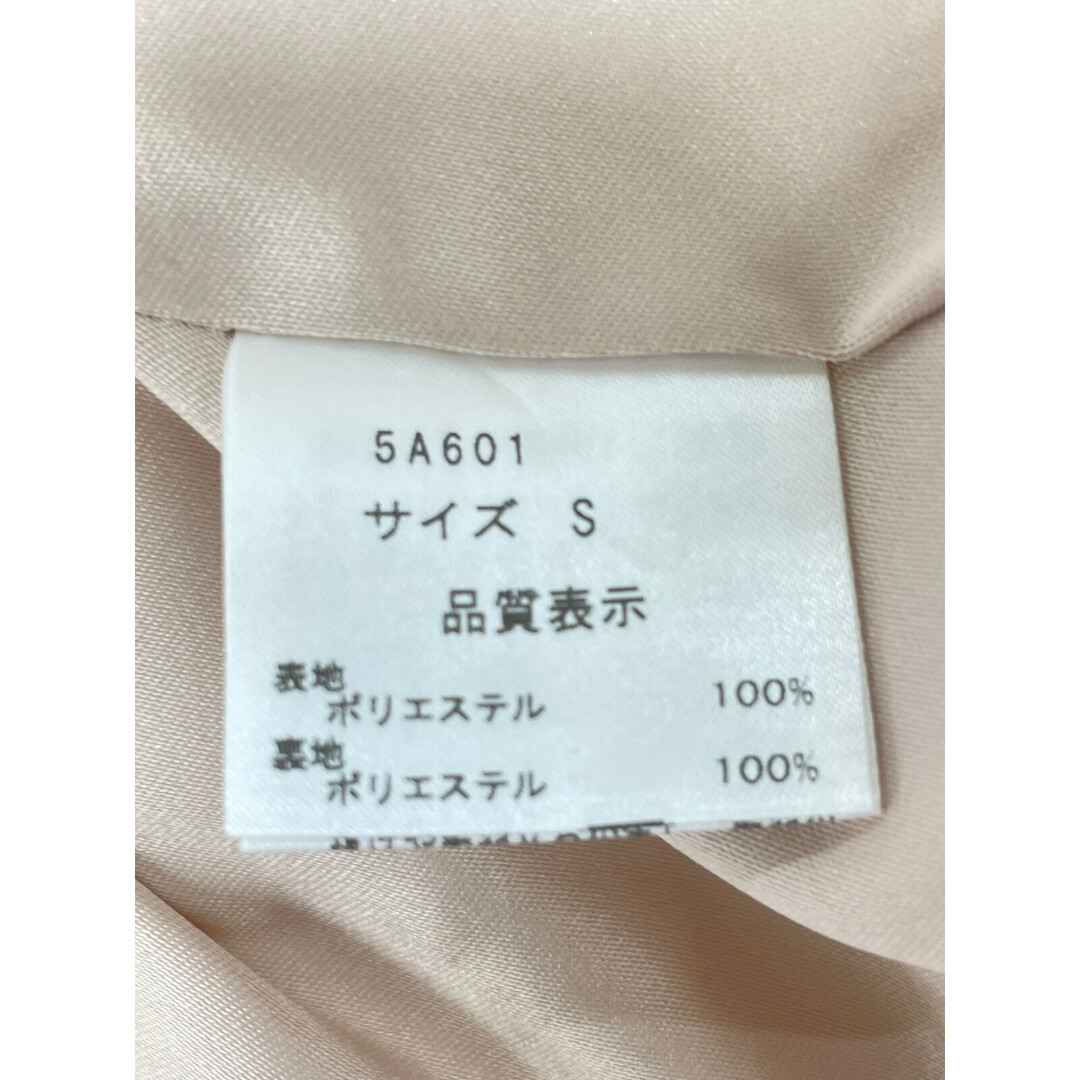 5A601
サイズ S
品質表示
表地
ポリエステル 100%
裏地
ポリエステル 100%